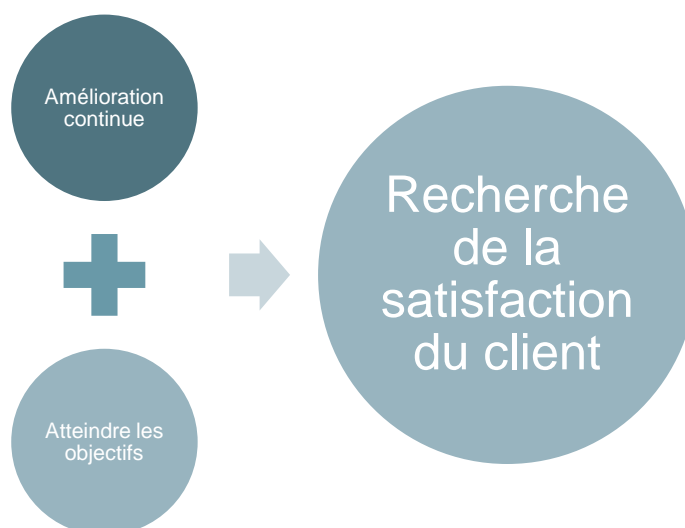 Amélioration
continue
Atteindre les
objectifs
Recherche
de la
satisfaction
du client